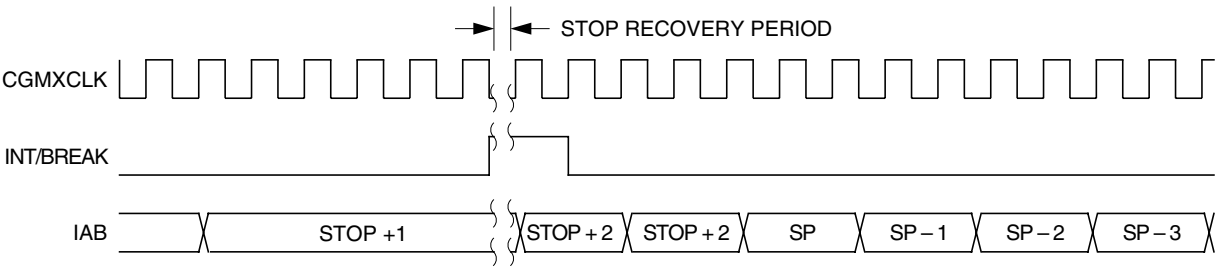 STOP RECOVERY PERIOD
CGMXCLK
INT/BREAK
IAB STOP +1 STOP + 2 STOP + 2 SP SP – 1 SP – 2 SP – 3